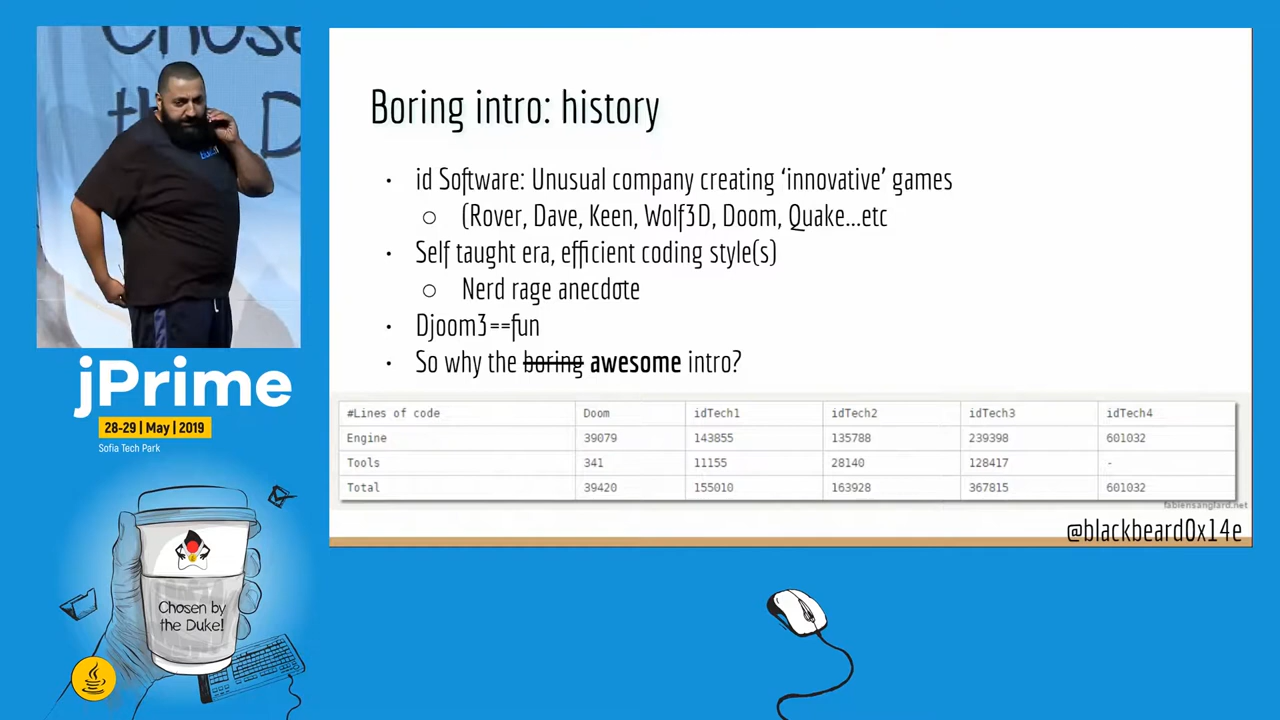 Chose
th D
Boring intro: history
· id Software: Unusual company creating ‘innovative’ games
○ (Rover, Dave, Keen, Wolf3D, Doom, Quake...etc
· Self taught era, efficient coding style(s)
○ Nerd rage anecdote
· Djoom3==fun
· So why the boring awesome intro?
#Lines of code Doom idTech1 idTech2 idTech3 idTech4
Engine 39079 143855 135788 239398 601032
Tools 341 11155 28140 128417 -
Total 39420 155010 163928 367815 601032
fabiensanglard.net
@blackbeard0x14e
jPrime
28-29 | May | 2019
Sofia Tech Park
Chosen by
the Duke!